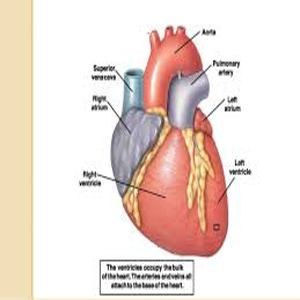 Aorta
Pulmonary
artery
Superior
vena cava
Right
atrium
Left
atrium
Left
ventricle
Right
ventricle
The ventricles occupy the bulk
of the heart. The arteries and veins all
attach to the base of the heart.